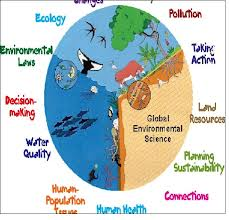 Changes
Ecology
Pollution
Environmental
Laws
Taking
Action
Decision-
making
Global
Environmental
Science
Land
Resources
Water
Quality
Planning
Sustainability
Human-
Population
Issues
Human Health
Connections